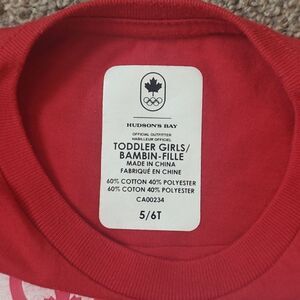 HUDSON'S BAY
OFFICIAL OUTFITTER
HABILLEUR OFFICIEL
TODDLER GIRLS/
BAMBIN-FILLE
MADE IN CHINA
FABRIQUÉ EN CHINE
60% COTTON 40% POLYESTER
60% COTON 40% POLYESTER
CA00234
5/6T